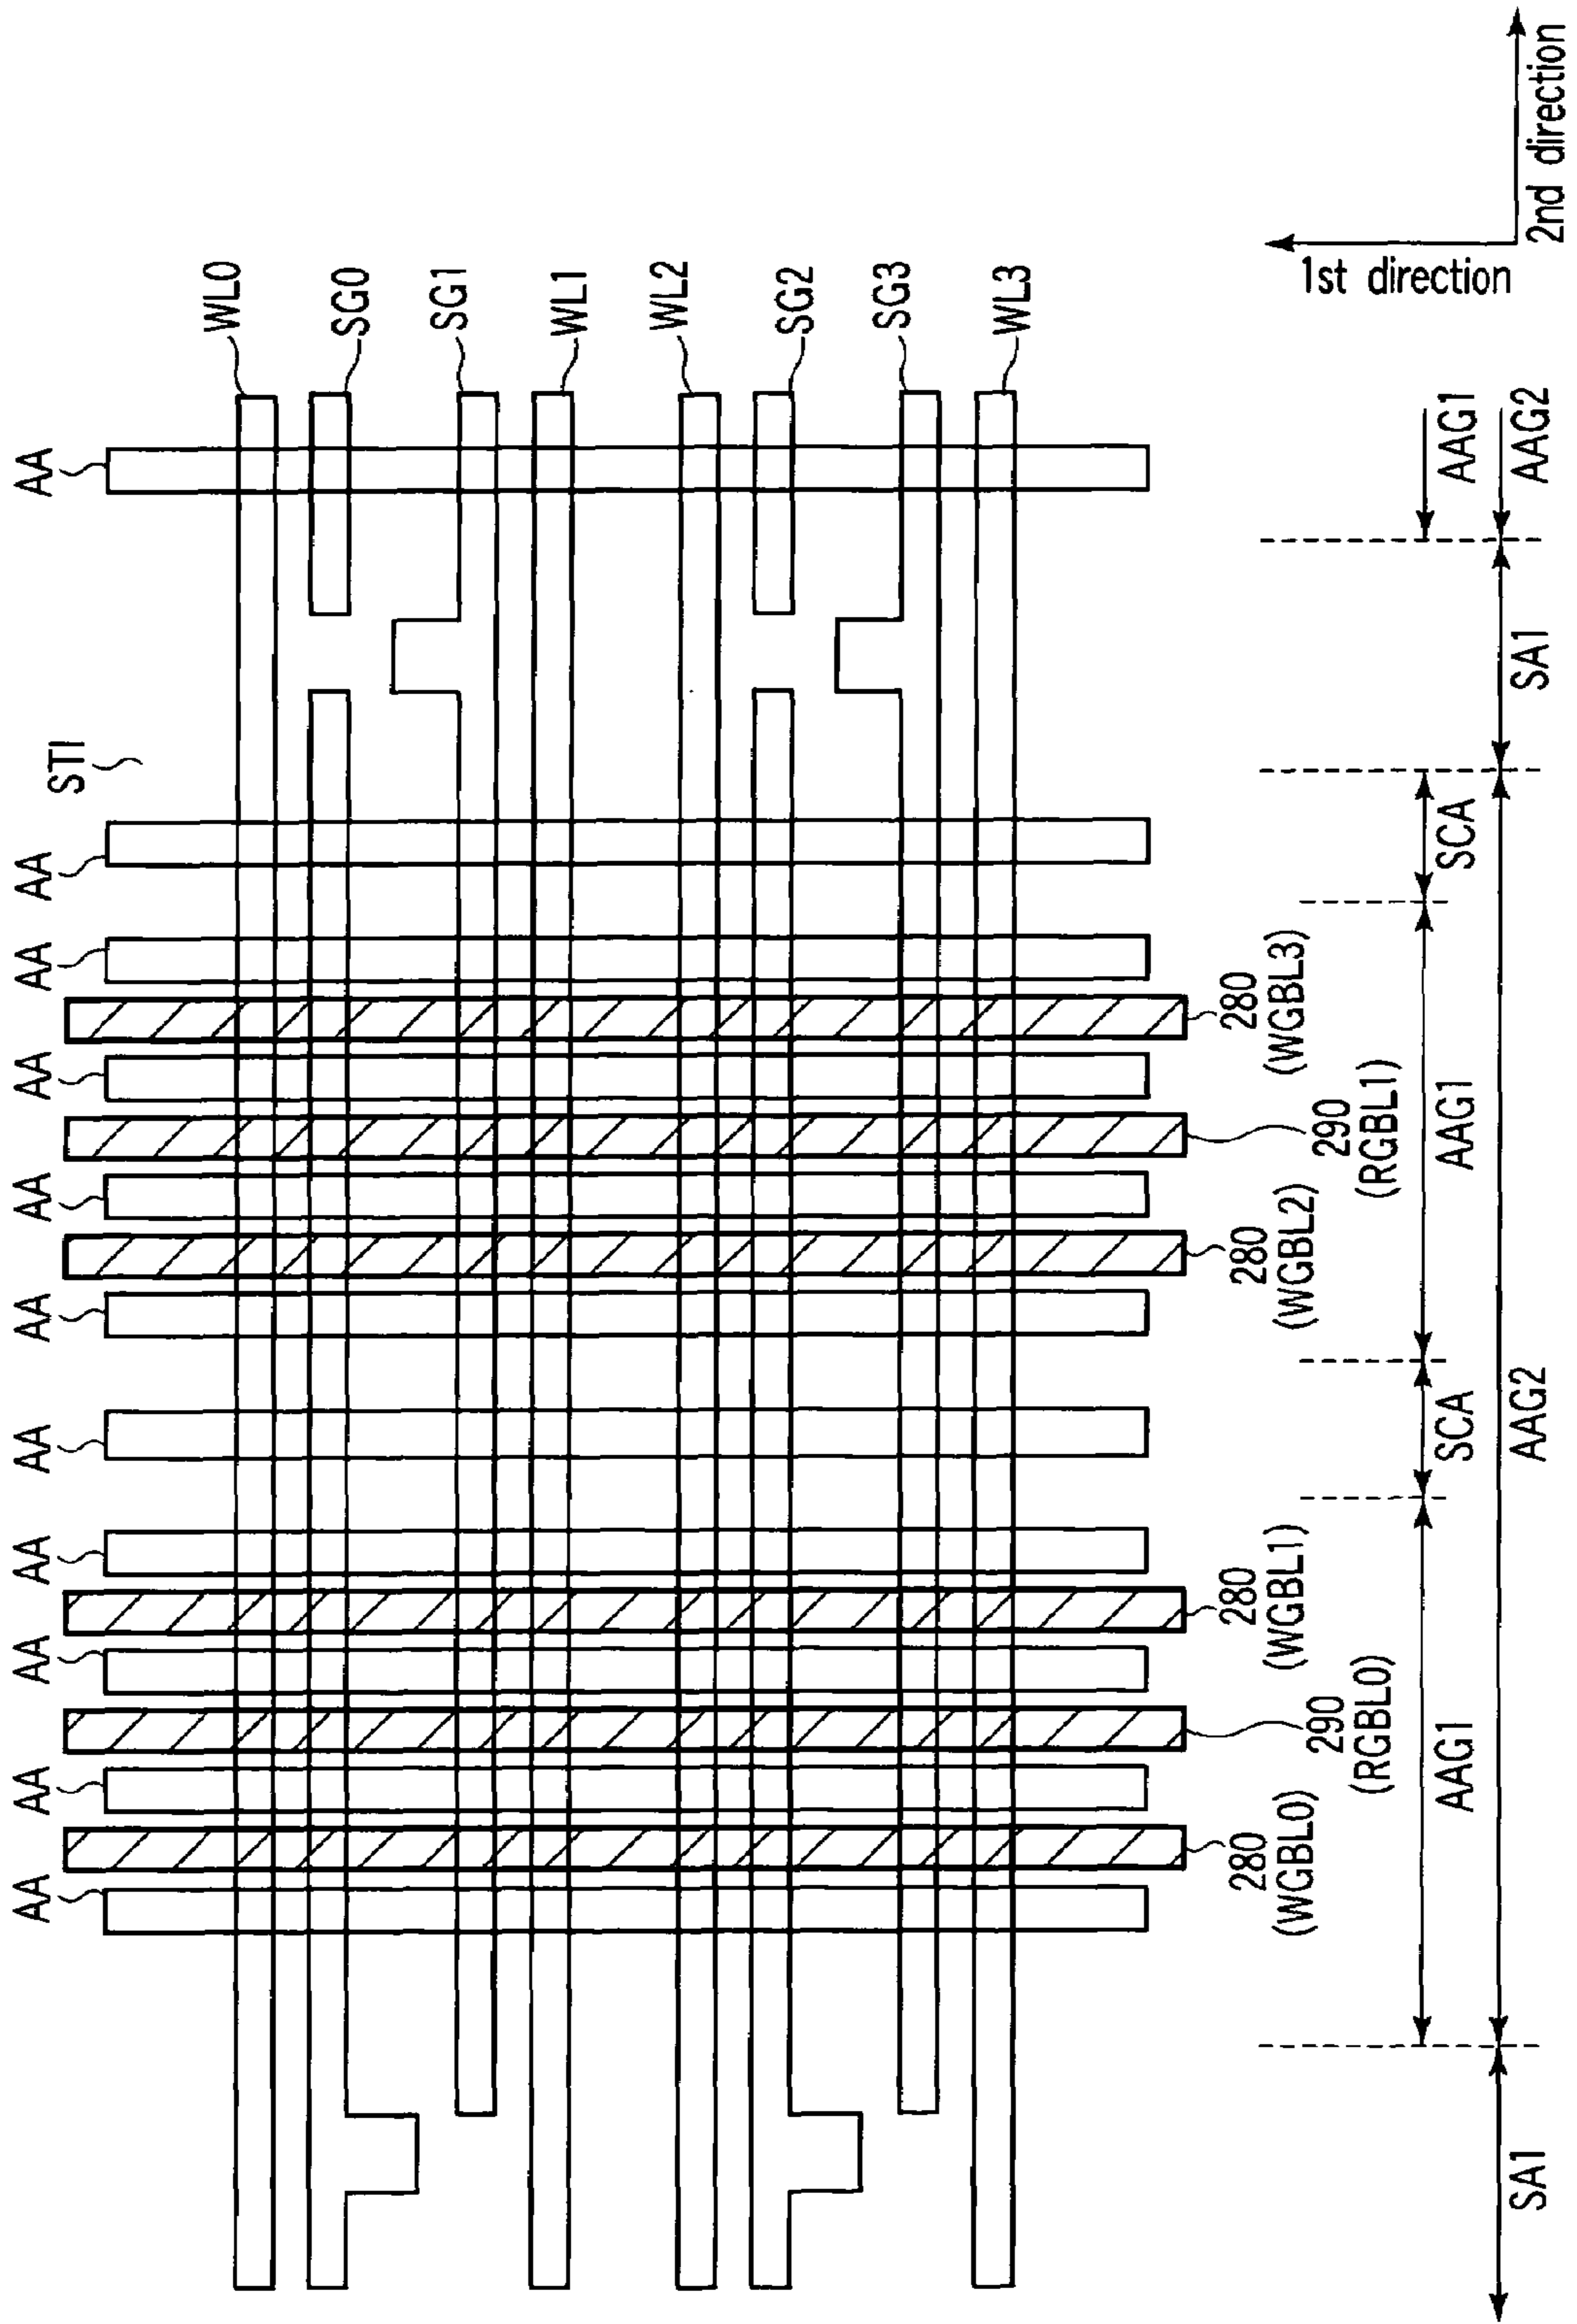 AA
AA
AA
AA
AA
AA
AA
AA
AA
AA
AA
STI
WL0
SG0
SG1
WL1
WL2
SG2
SG3
WL3
280
(WGBL0)
280
(WGBL1)
280
(WGBL2)
280
(WGBL3)
290
(RGBL0)
290
(RGBL1)
AAG1
SCA
AAG1
SCA
AAG1
SA1
AAG2
SA1
AAG2
1st direction
2nd direction